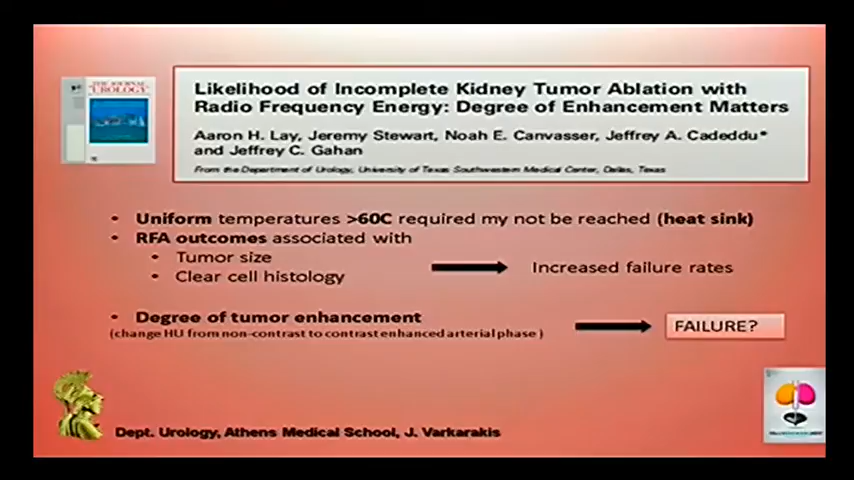 THE JOURNAL
UROLOGY
Likelihood of Incomplete Kidney Tumor Ablation with
Radio Frequency Energy: Degree of Enhancement Matters
Aaron H. Lay, Jeremy Stewart, Noah E. Canvasser, Jeffrey A. Cadeddu*
and Jeffrey C. Gahan
From the Department of Urology, University of Texas Southwestern Medical Center, Dallas, Texas
• Uniform temperatures >60C required my not be reached (heat sink)
• RFA outcomes associated with
• Tumor size
• Clear cell histology
Increased failure rates
• Degree of tumor enhancement
(change HU from non-contrast to contrast enhanced arterial phase )
FAILURE?
Dept. Urology, Athens Medical School, J. Varkarakis